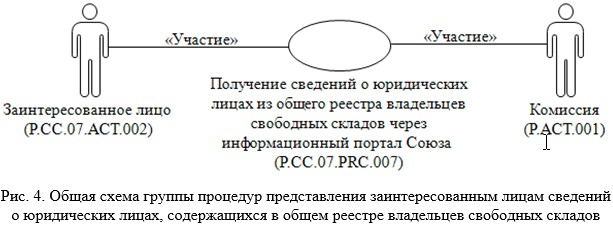 «Участие»
«Участие»
Заинтересованное лицо
(P.CC.07.ACT.002)
Получение сведений о юридических
лицах из общего реестра владельцев
свободных складов через
информационный портал Союза
(P.CC.07.PRC.007)
Комиссия
(P.ACT.001)
Рис. 4. Общая схема группы процедур представления заинтересованным лицам сведений
о юридических лицах, содержащихся в общем реестре владельцев свободных складов